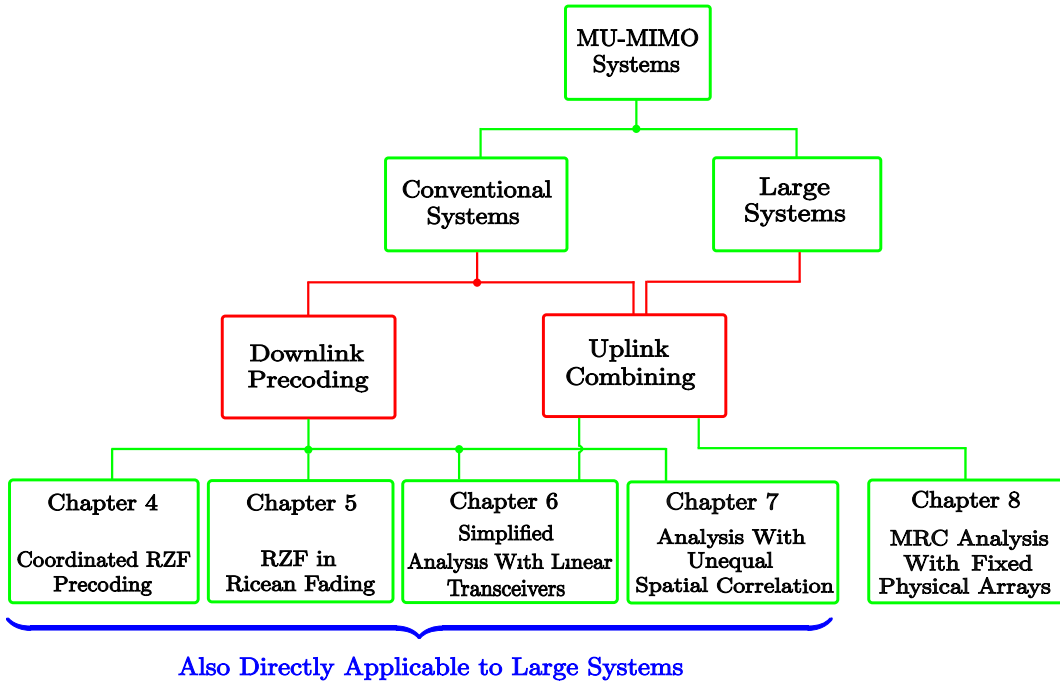 MU-MIMO
Systems
Conventional
Systems
Large
Systems
Downlink
Precoding
Uplink
Combining
Chapter 4
Coordinated RZF
Precoding
Chapter 5
RZF in
Ricean Fading
Chapter 6
Simplified
Analysis With Linear
Transceivers
Chapter 7
Analysis With
Unequal
Spatial Correlation
Chapter 8
MRC Analysis
With Fixed
Physical Arrays
Also Directly Applicable to Large Systems